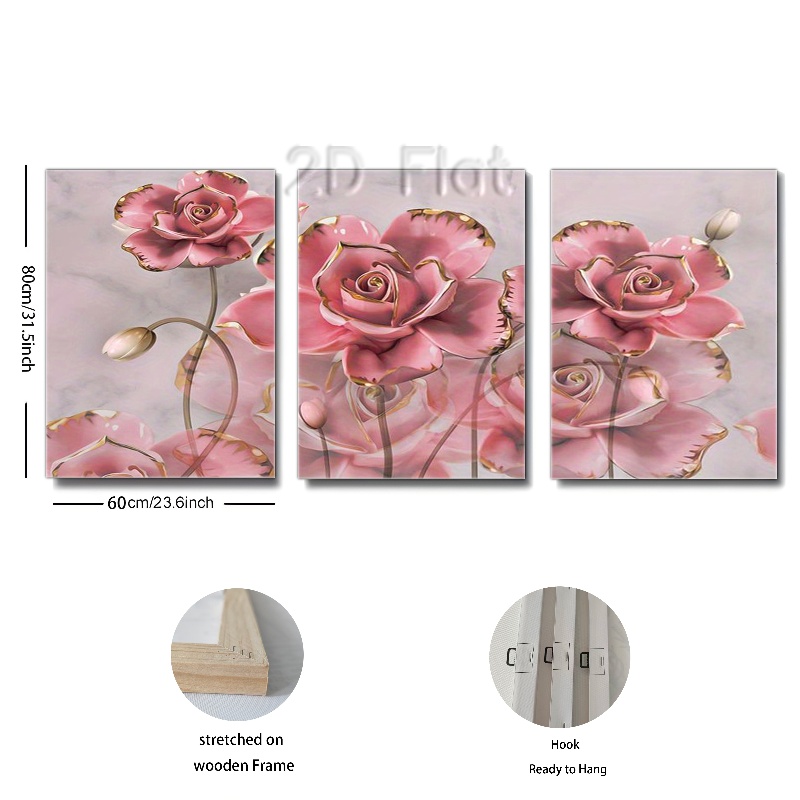 2D Flat
80cm/31.5inch
60cm/23.6inch
stretched on
wooden Frame
Hook
Ready to Hang